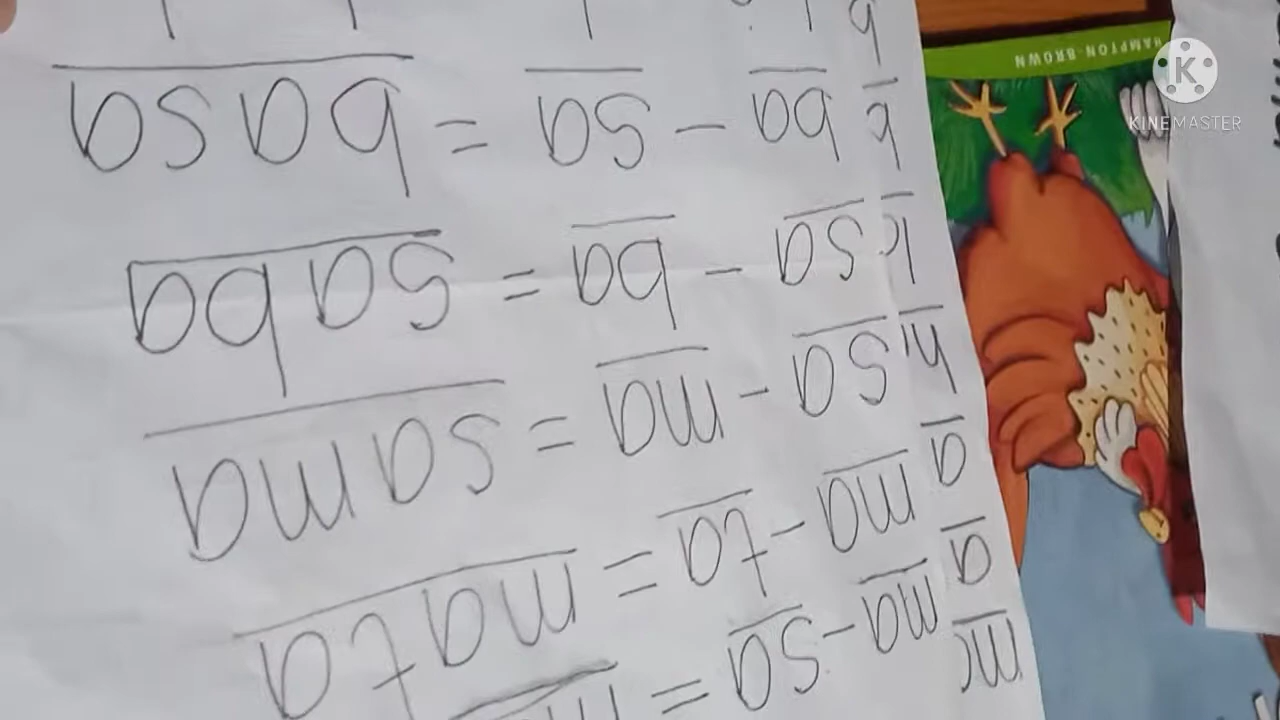 ma - sa =
ma - ta = mata
sa - ma = sama
sa - ba = saba
ba - sa = basa
HAMPTON-BROWN
KINEMASTER